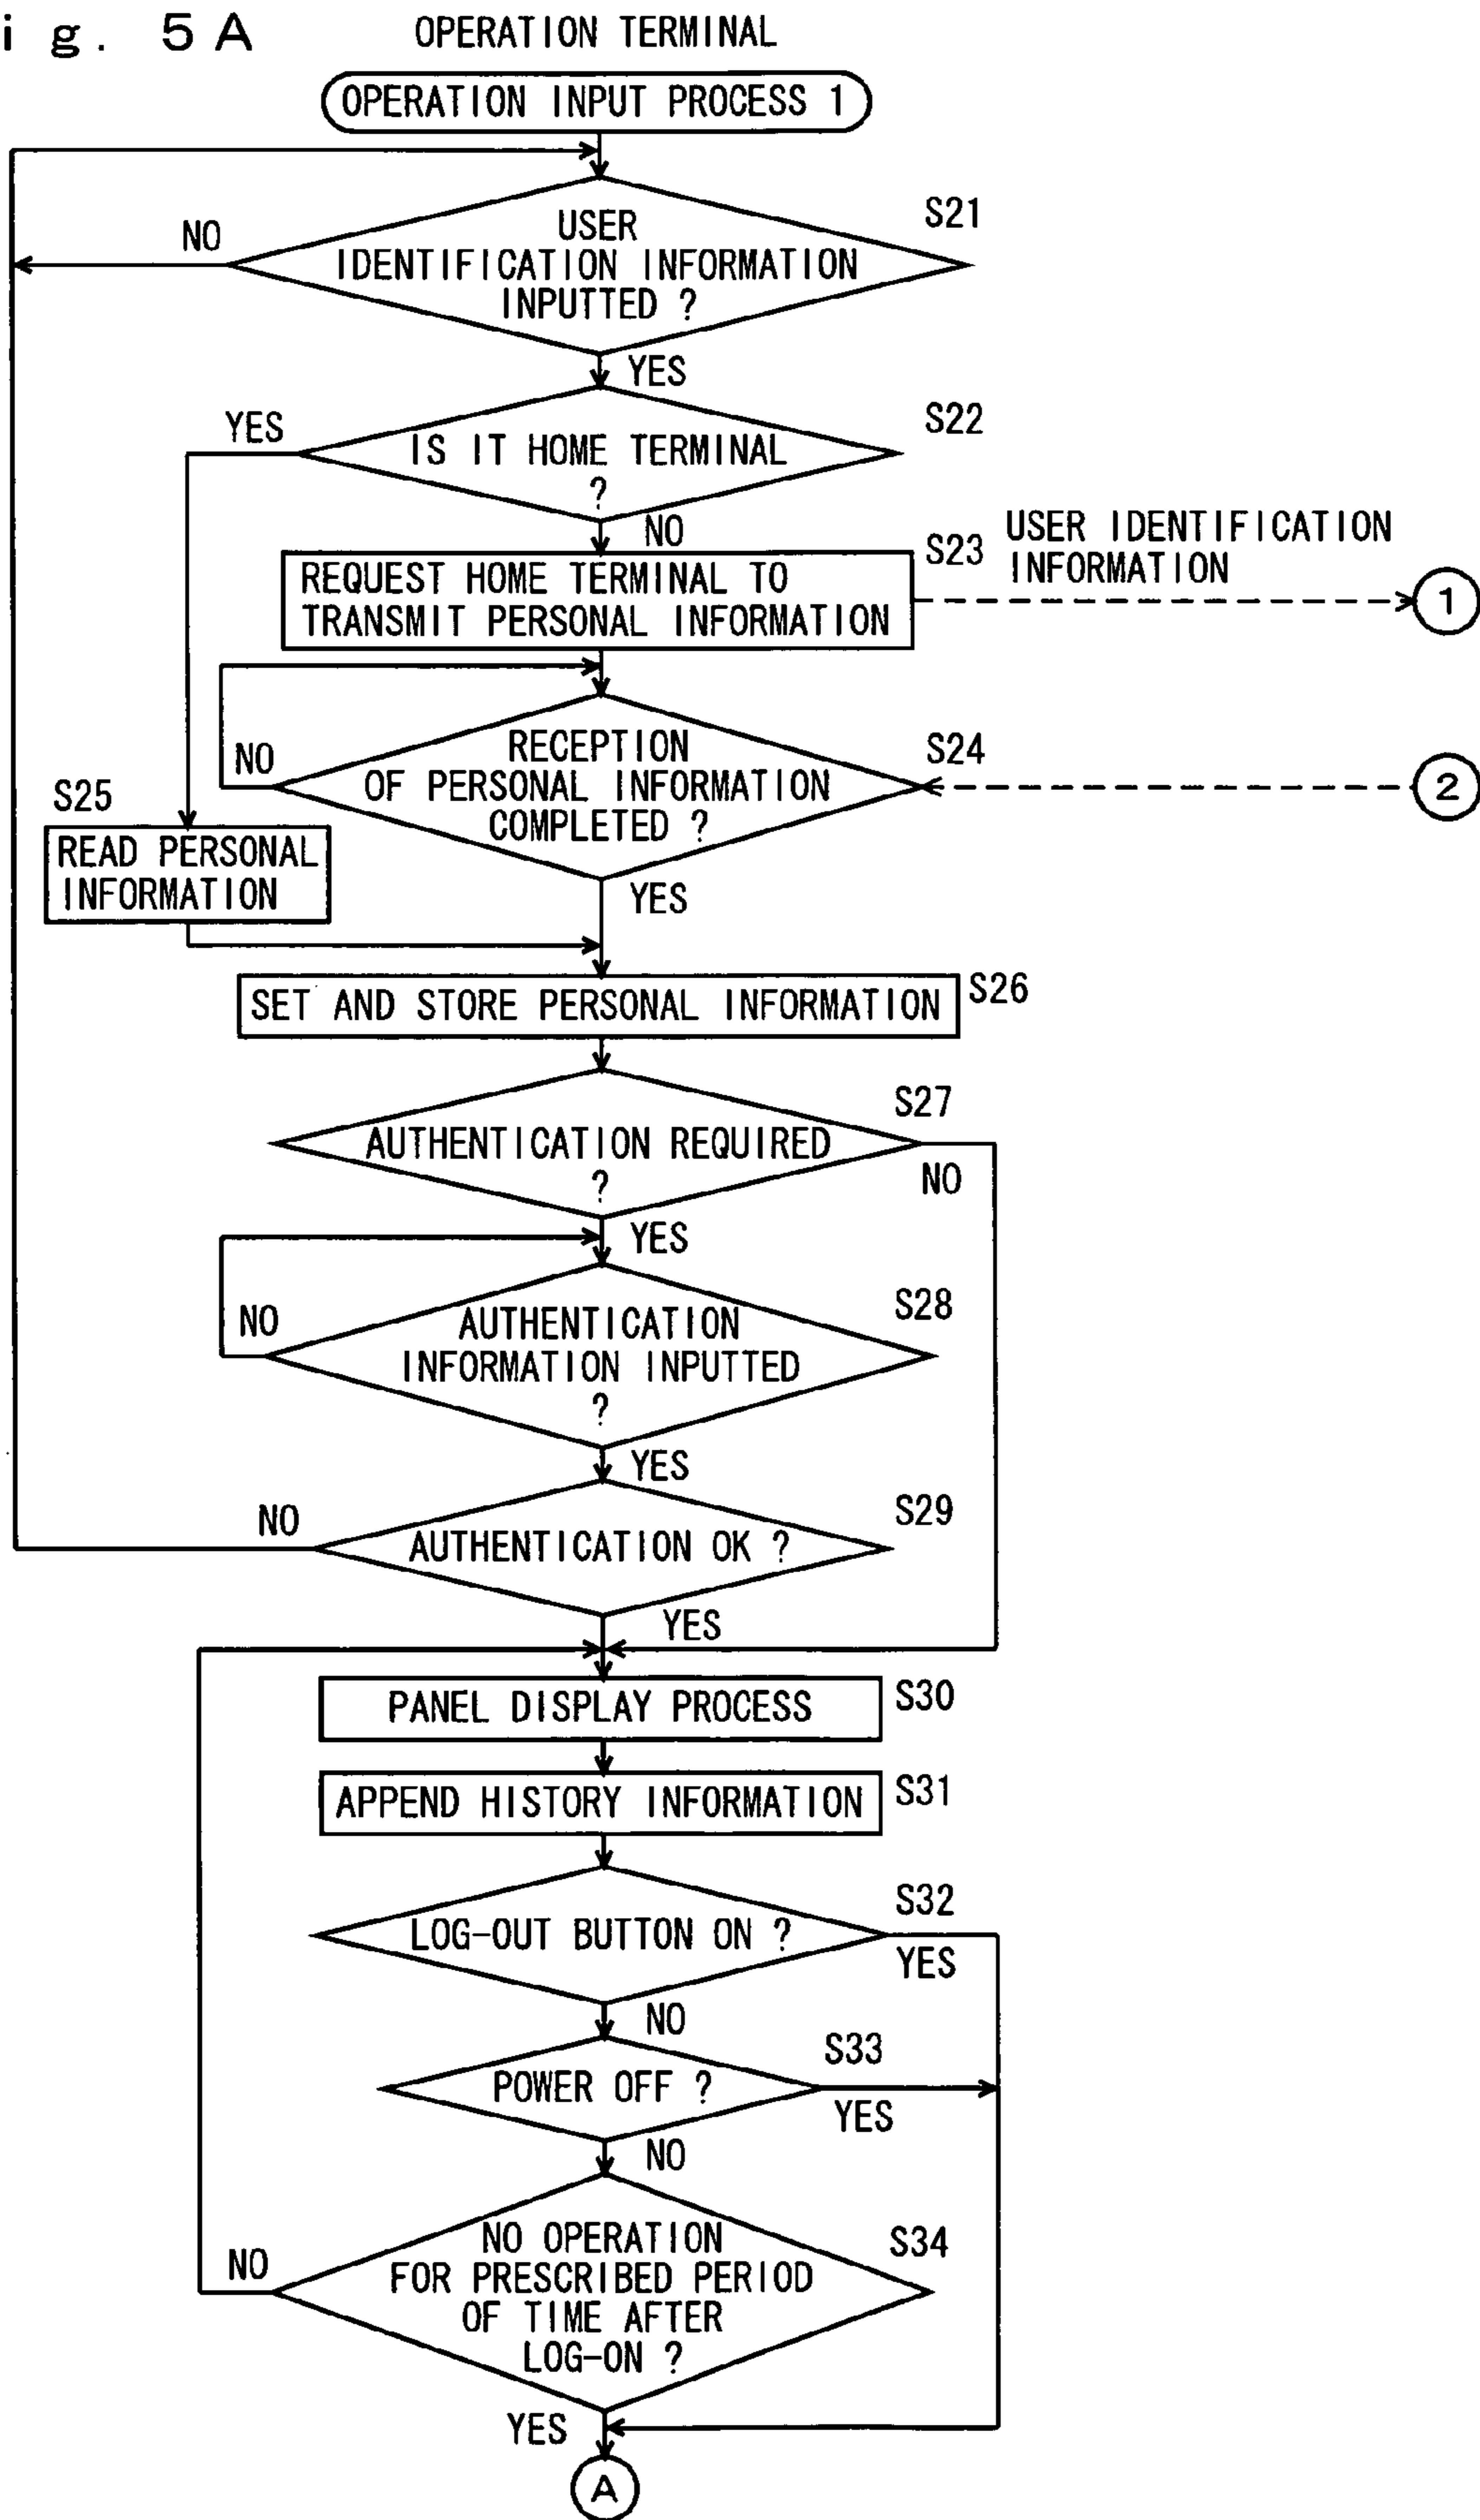 ig. 5A
OPERATION TERMINAL
OPERATION INPUT PROCESS 1
S21
NO
USER
IDENTIFICATION INFORMATION
INPUTTED ?
YES
S22
YES
IS IT HOME TERMINAL
?
NO
S23
USER IDENTIFICATION
INFORMATION
REQUEST HOME TERMINAL TO
TRANSMIT PERSONAL INFORMATION
1
S24
NO
RECEPTION
OF PERSONAL INFORMATION
COMPLETED ?
2
S25
READ PERSONAL
INFORMATION
YES
SET AND STORE PERSONAL INFORMATION
S26
S27
AUTHENTICATION REQUIRED
?
NO
YES
S28
NO
AUTHENTICATION
INFORMATION INPUTTED
?
YES
S29
NO
AUTHENTICATION OK ?
YES
PANEL DISPLAY PROCESS
S30
APPEND HISTORY INFORMATION
S31
S32
LOG-OUT BUTTON ON ?
YES
NO
S33
POWER OFF ?
YES
NO
S34
NO
NO OPERATION
FOR PRESCRIBED PERIOD
OF TIME AFTER
LOG-ON ?
YES
A